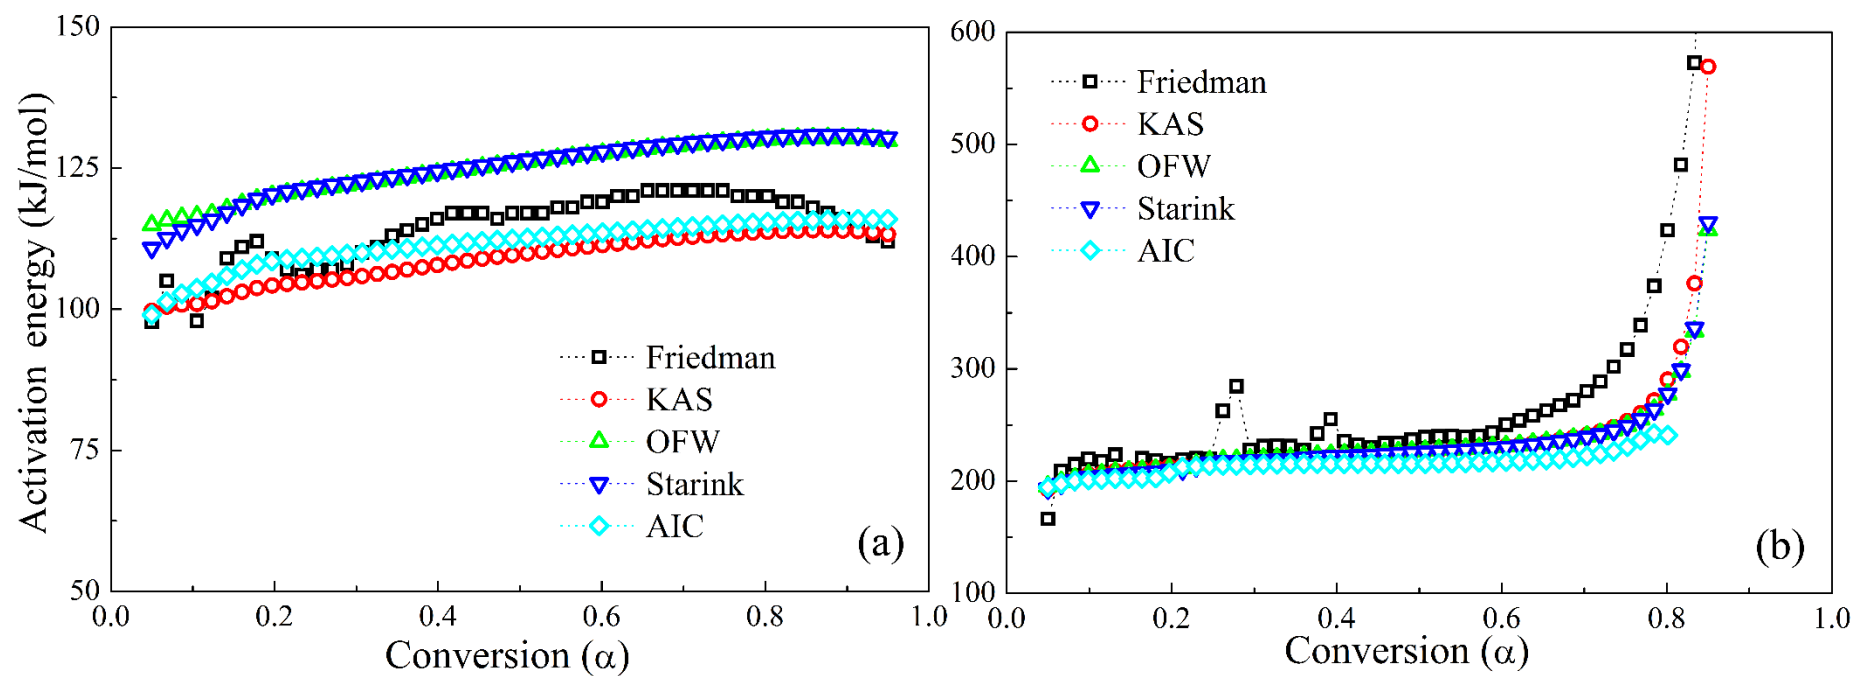 150
125
100
75
50
0.0 0.2 0.4 0.6 0.8 1.0
Activation energy (kJ/mol)
Conversion (α)
Friedman
KAS
OFW
Starink
AIC
(a)
600
500
400
300
200
100
0.0 0.2 0.4 0.6 0.8 1.0
Conversion (α)
Friedman
KAS
OFW
Starink
AIC
(b)